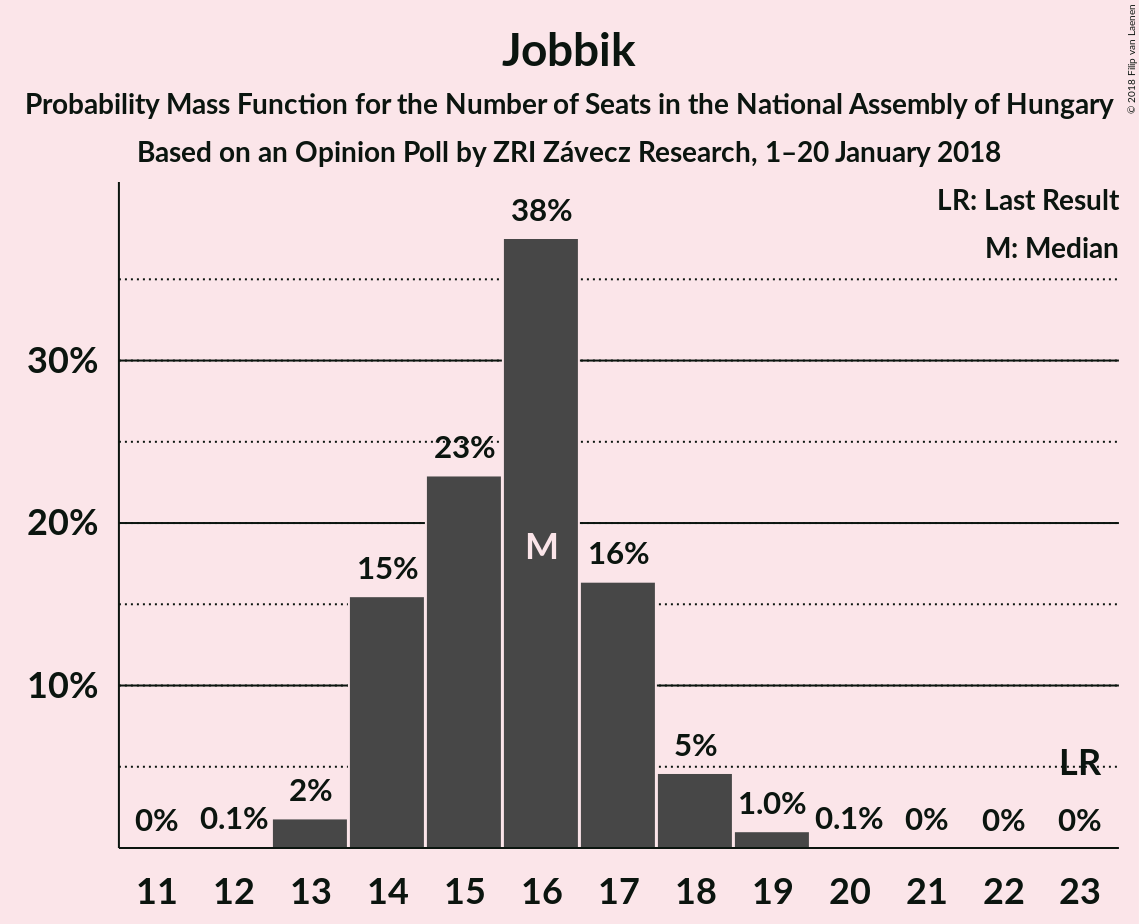 Jobbik
Probability Mass Function for the Number of Seats in the National Assembly of Hungary
Based on an Opinion Poll by ZRI Závecz Research, 1–20 January 2018
© 2018 Filip van Laenen
LR: Last Result
M: Median
30%
20%
10%
0%
0.1%
2%
15%
23%
38%
M
16%
5%
1.0%
0.1%
0%
0%
LR
0%
11 12 13 14 15 16 17 18 19 20 21 22 23